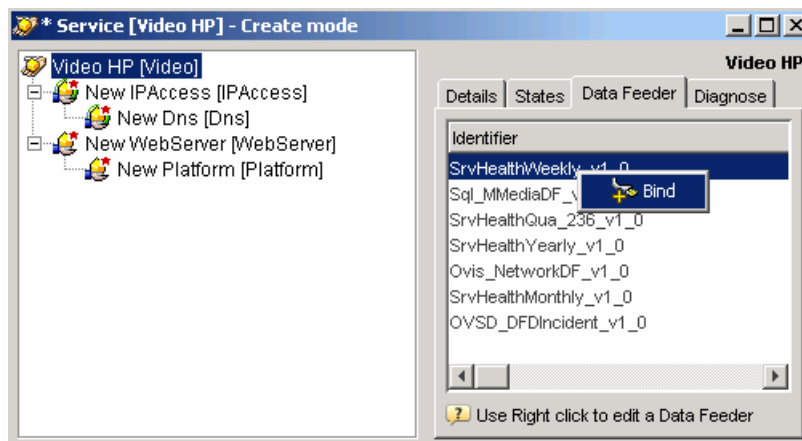 * Service [Video HP] - Create mode
Video HP [Video]
New IPAccess [IPAccess]
New Dns [Dns]
New WebServer [WebServer]
New Platform [Platform]
Video HP
Details States Data Feeder Diagnose
Identifier
SrvHealthWeekly_v1_0
Sql_MMediaDF_
Bind
SrvHealthQua_236_v1_0
SrvHealthYearly_v1_0
Ovis_NetworkDF_v1_0
SrvHealthMonthly_v1_0
OVSD_DFDIncident_v1_0
Use Right click to edit a Data Feeder